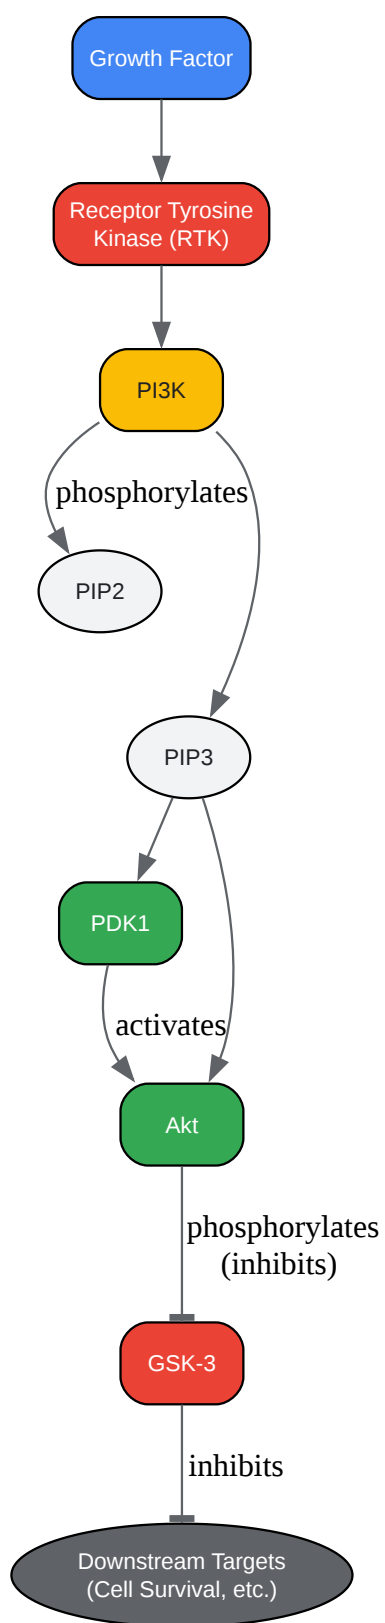 Growth Factor
Receptor Tyrosine
Kinase (RTK)
PI3K
phosphorylates
PIP2
PIP3
PDK1
activates
Akt
phosphorylates
(inhibits)
GSK-3
inhibits
Downstream Targets
(Cell Survival, etc.)